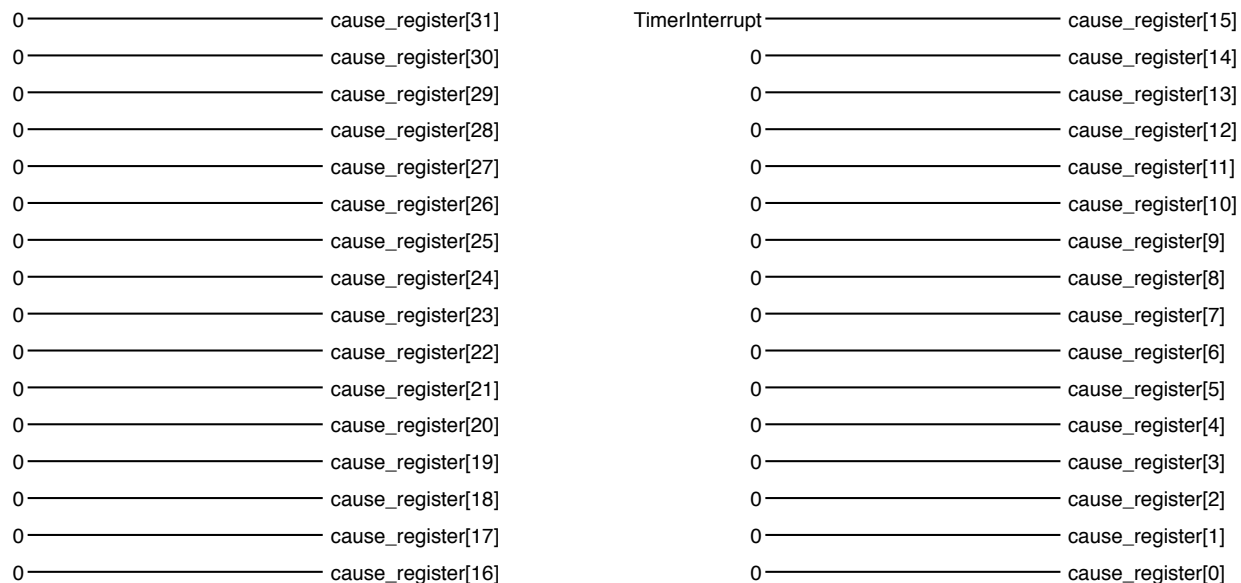 0 cause_register[31]
0 cause_register[30]
0 cause_register[29]
0 cause_register[28]
0 cause_register[27]
0 cause_register[26]
0 cause_register[25]
0 cause_register[24]
0 cause_register[23]
0 cause_register[22]
0 cause_register[21]
0 cause_register[20]
0 cause_register[19]
0 cause_register[18]
0 cause_register[17]
0 cause_register[16]
TimerInterrupt cause_register[15]
0 cause_register[14]
0 cause_register[13]
0 cause_register[12]
0 cause_register[11]
0 cause_register[10]
0 cause_register[9]
0 cause_register[8]
0 cause_register[7]
0 cause_register[6]
0 cause_register[5]
0 cause_register[4]
0 cause_register[3]
0 cause_register[2]
0 cause_register[1]
0 cause_register[0]